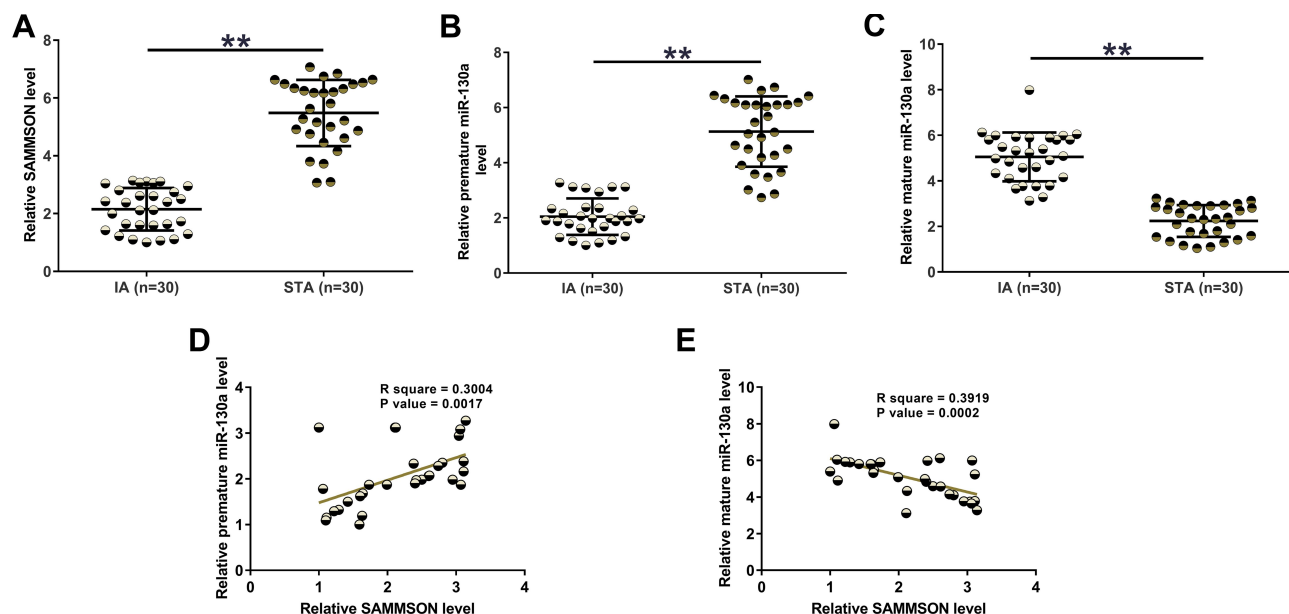 A
Relative SAMMSON level
8
6
4
2
0
**
IA (n=30)
STA (n=30)
B
Relative premature miR-130a
level
8
6
4
2
0
**
IA (n=30)
STA (n=30)
C
Relative mature miR-130a level
10
8
6
4
2
0
**
IA (n=30)
STA (n=30)
D
Relative premature miR-130a level
4
3
2
1
0
R square = 0.3004
P value = 0.0017
0
1
2
3
4
Relative SAMMSON level
E
Relative mature miR-130a level
10
8
6
4
2
0
R square = 0.3919
P value = 0.0002
0
1
2
3
4
Relative SAMMSON level